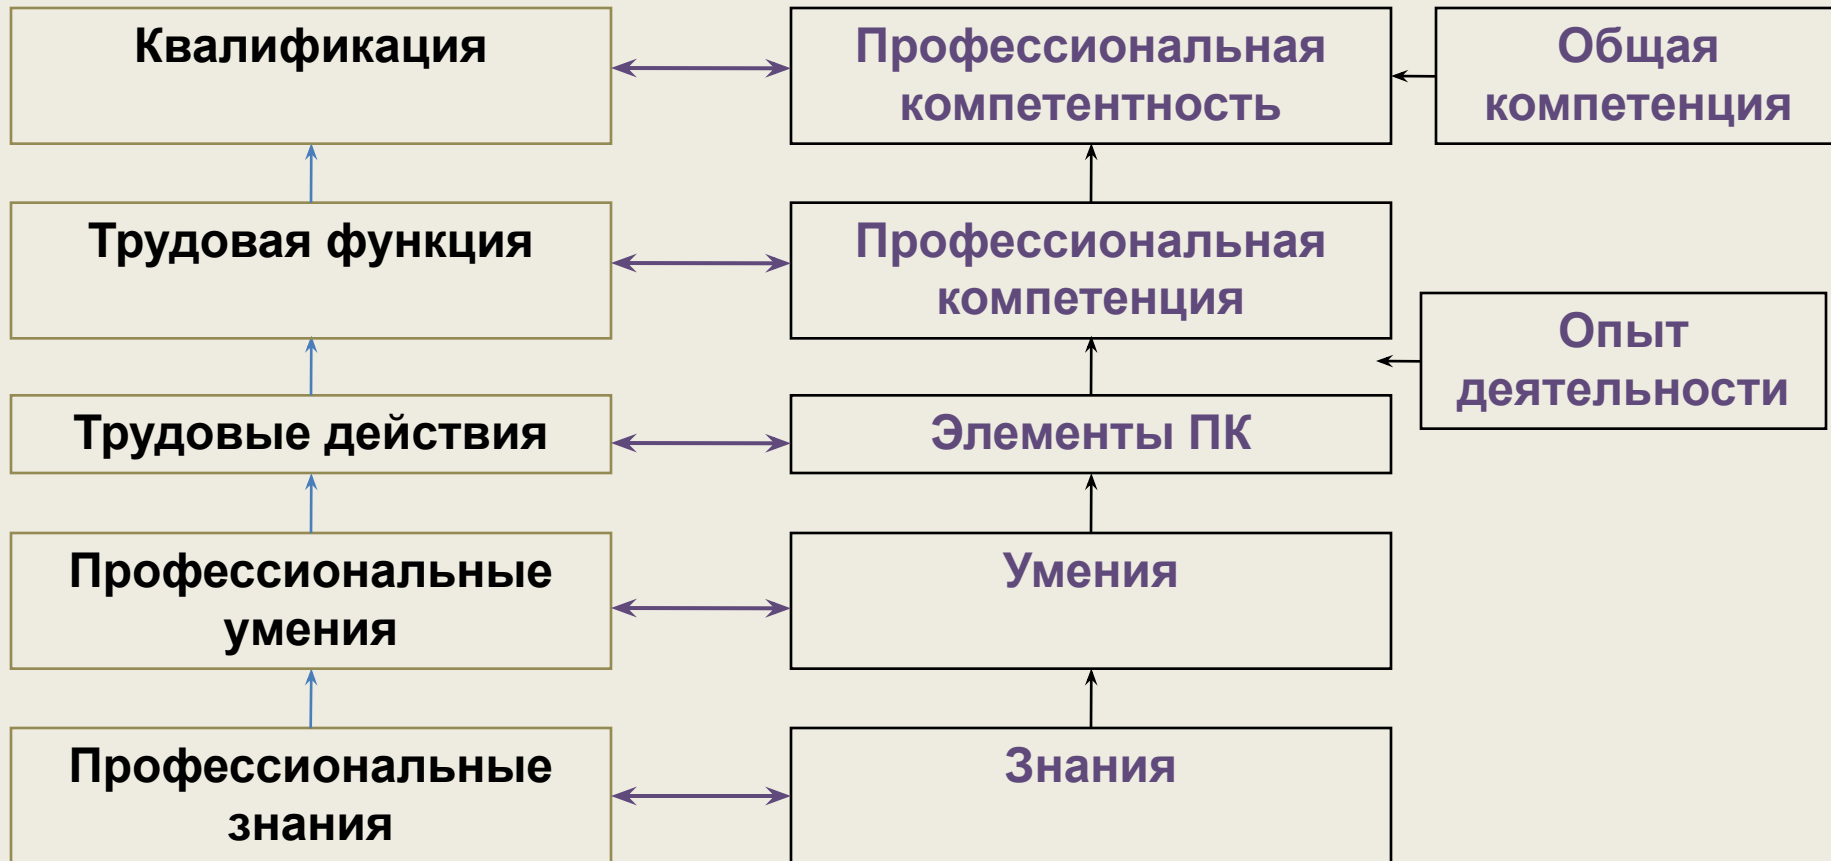 Квалификация
Профессиональная
компетентность
Общая
компетенция
Трудовая функция
Профессиональная
компетенция
Опыт
деятельности
Трудовые действия
Элементы ПК
Профессиональные
умения
Умения
Профессиональные
знания
Знания